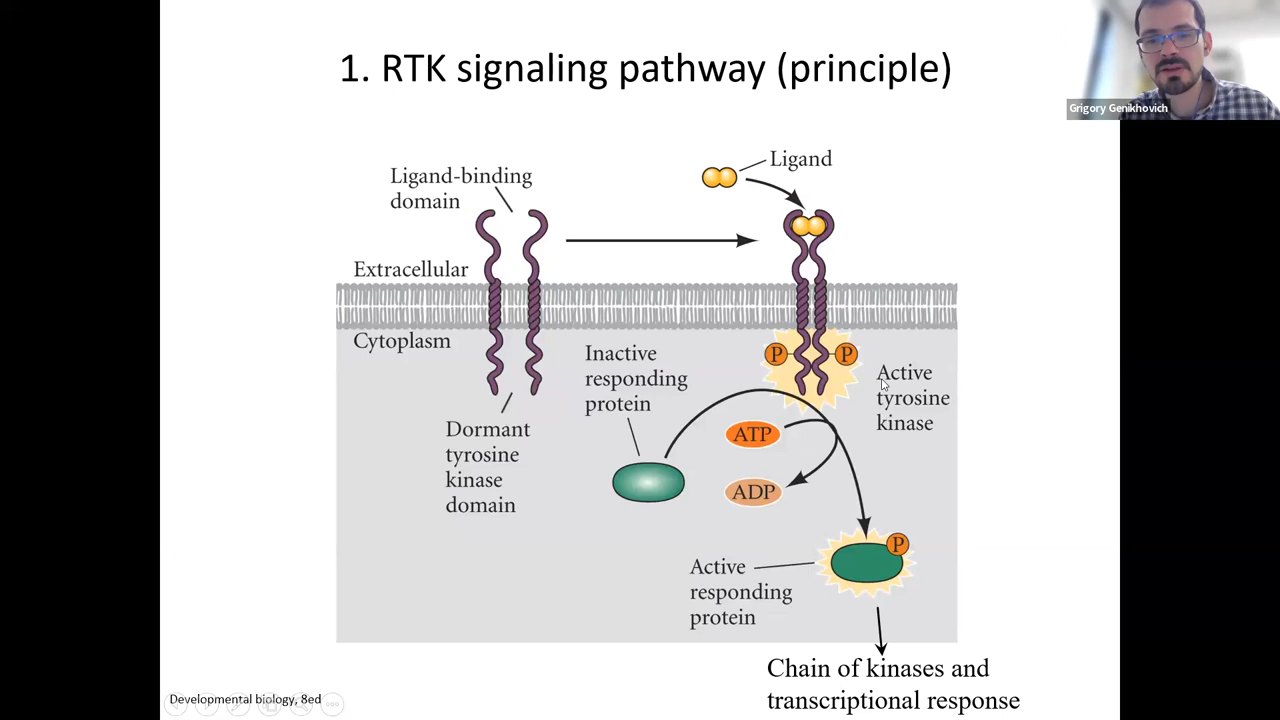 1. RTK signaling pathway (principle)
Grigory Genikhovich
Ligand
Ligand-binding
domain
Extracellular
Cytoplasm
Inactive
responding
protein
P
P
Active
tyrosine
kinase
Dormant
tyrosine
kinase
domain
ATP
ADP
P
Active
responding
protein
Chain of kinases and
transcriptional response
Developmental biology, 8ed